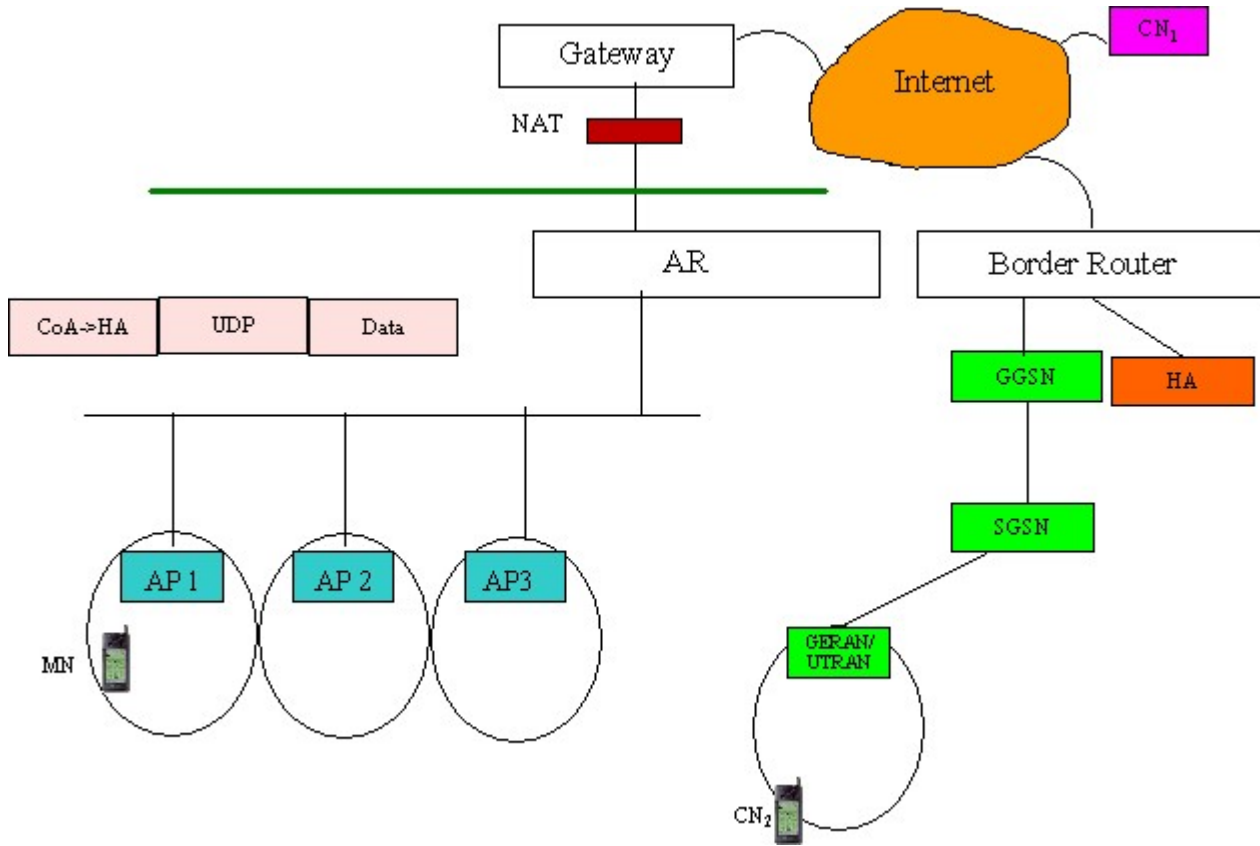 CN₁
Gateway
Internet
NAT
AR
Border Router
CoA->HA
UDP
Data
GGSN
HA
SGSN
AP 1
AP 2
AP3
GERAN/
UTRAN
MN
CN₂